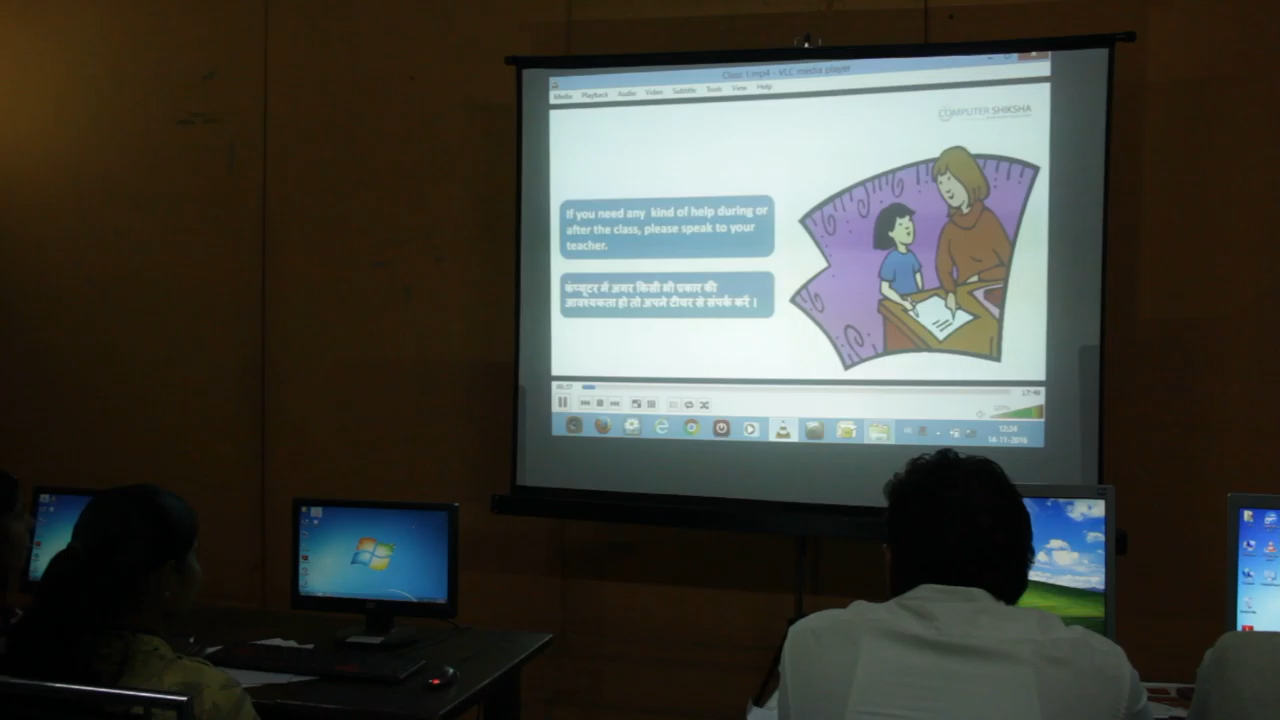 Class 1.mp4 - VLC media player
Media Playback Audio Video Subtitle Tools View Help
COMPUTER SHIKSHA
If you need any kind of help during or
after the class, please speak to your
teacher.
कंप्यूटर में अगर किसी भी प्रकार की
आवश्यकता हो तो अपने टीचर से संपर्क करें ।
17:48
12:24
14-11-2016